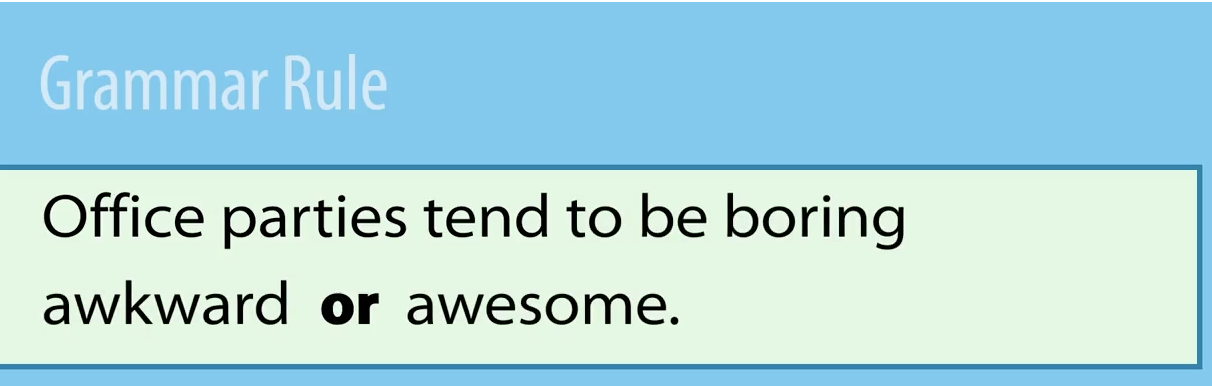 Grammar Rule
Office parties tend to be boring
awkward or awesome.